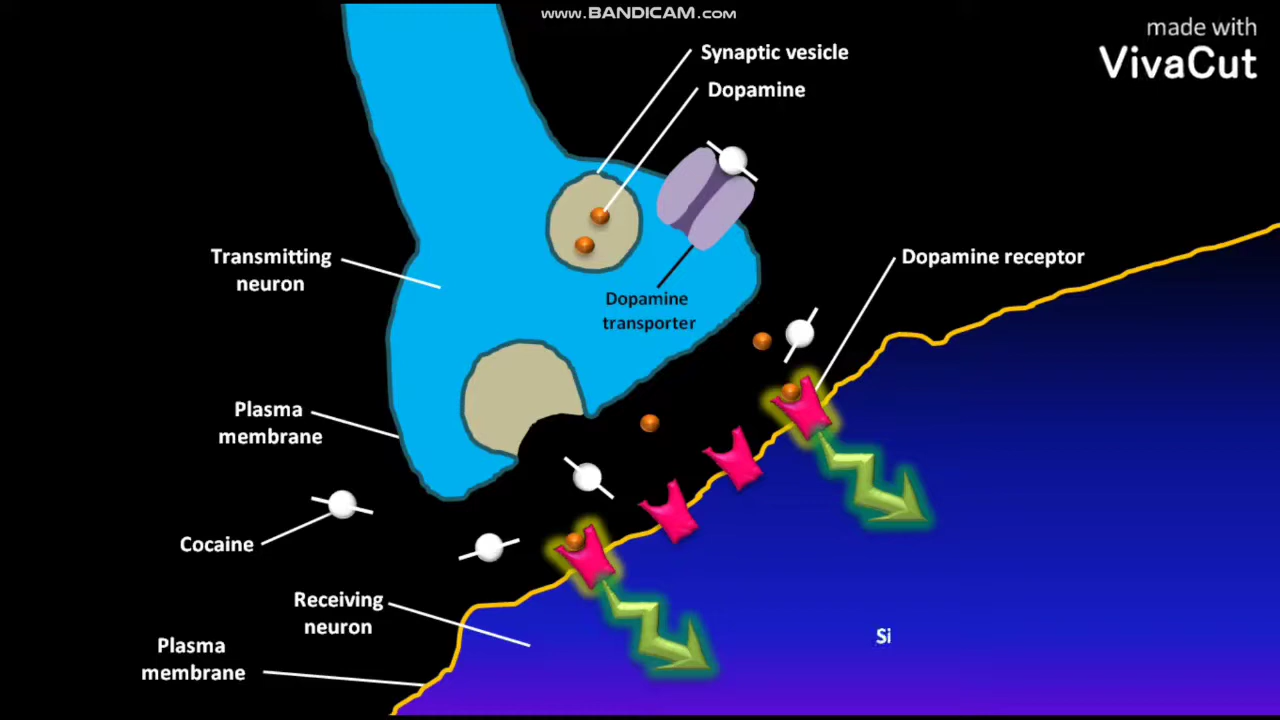 www.BANDICAM.com
made with
VivaCut
Synaptic vesicle
Dopamine
Transmitting
neuron
Dopamine receptor
Dopamine
transporter
Plasma
membrane
Cocaine
Receiving
neuron
Si
Plasma
membrane